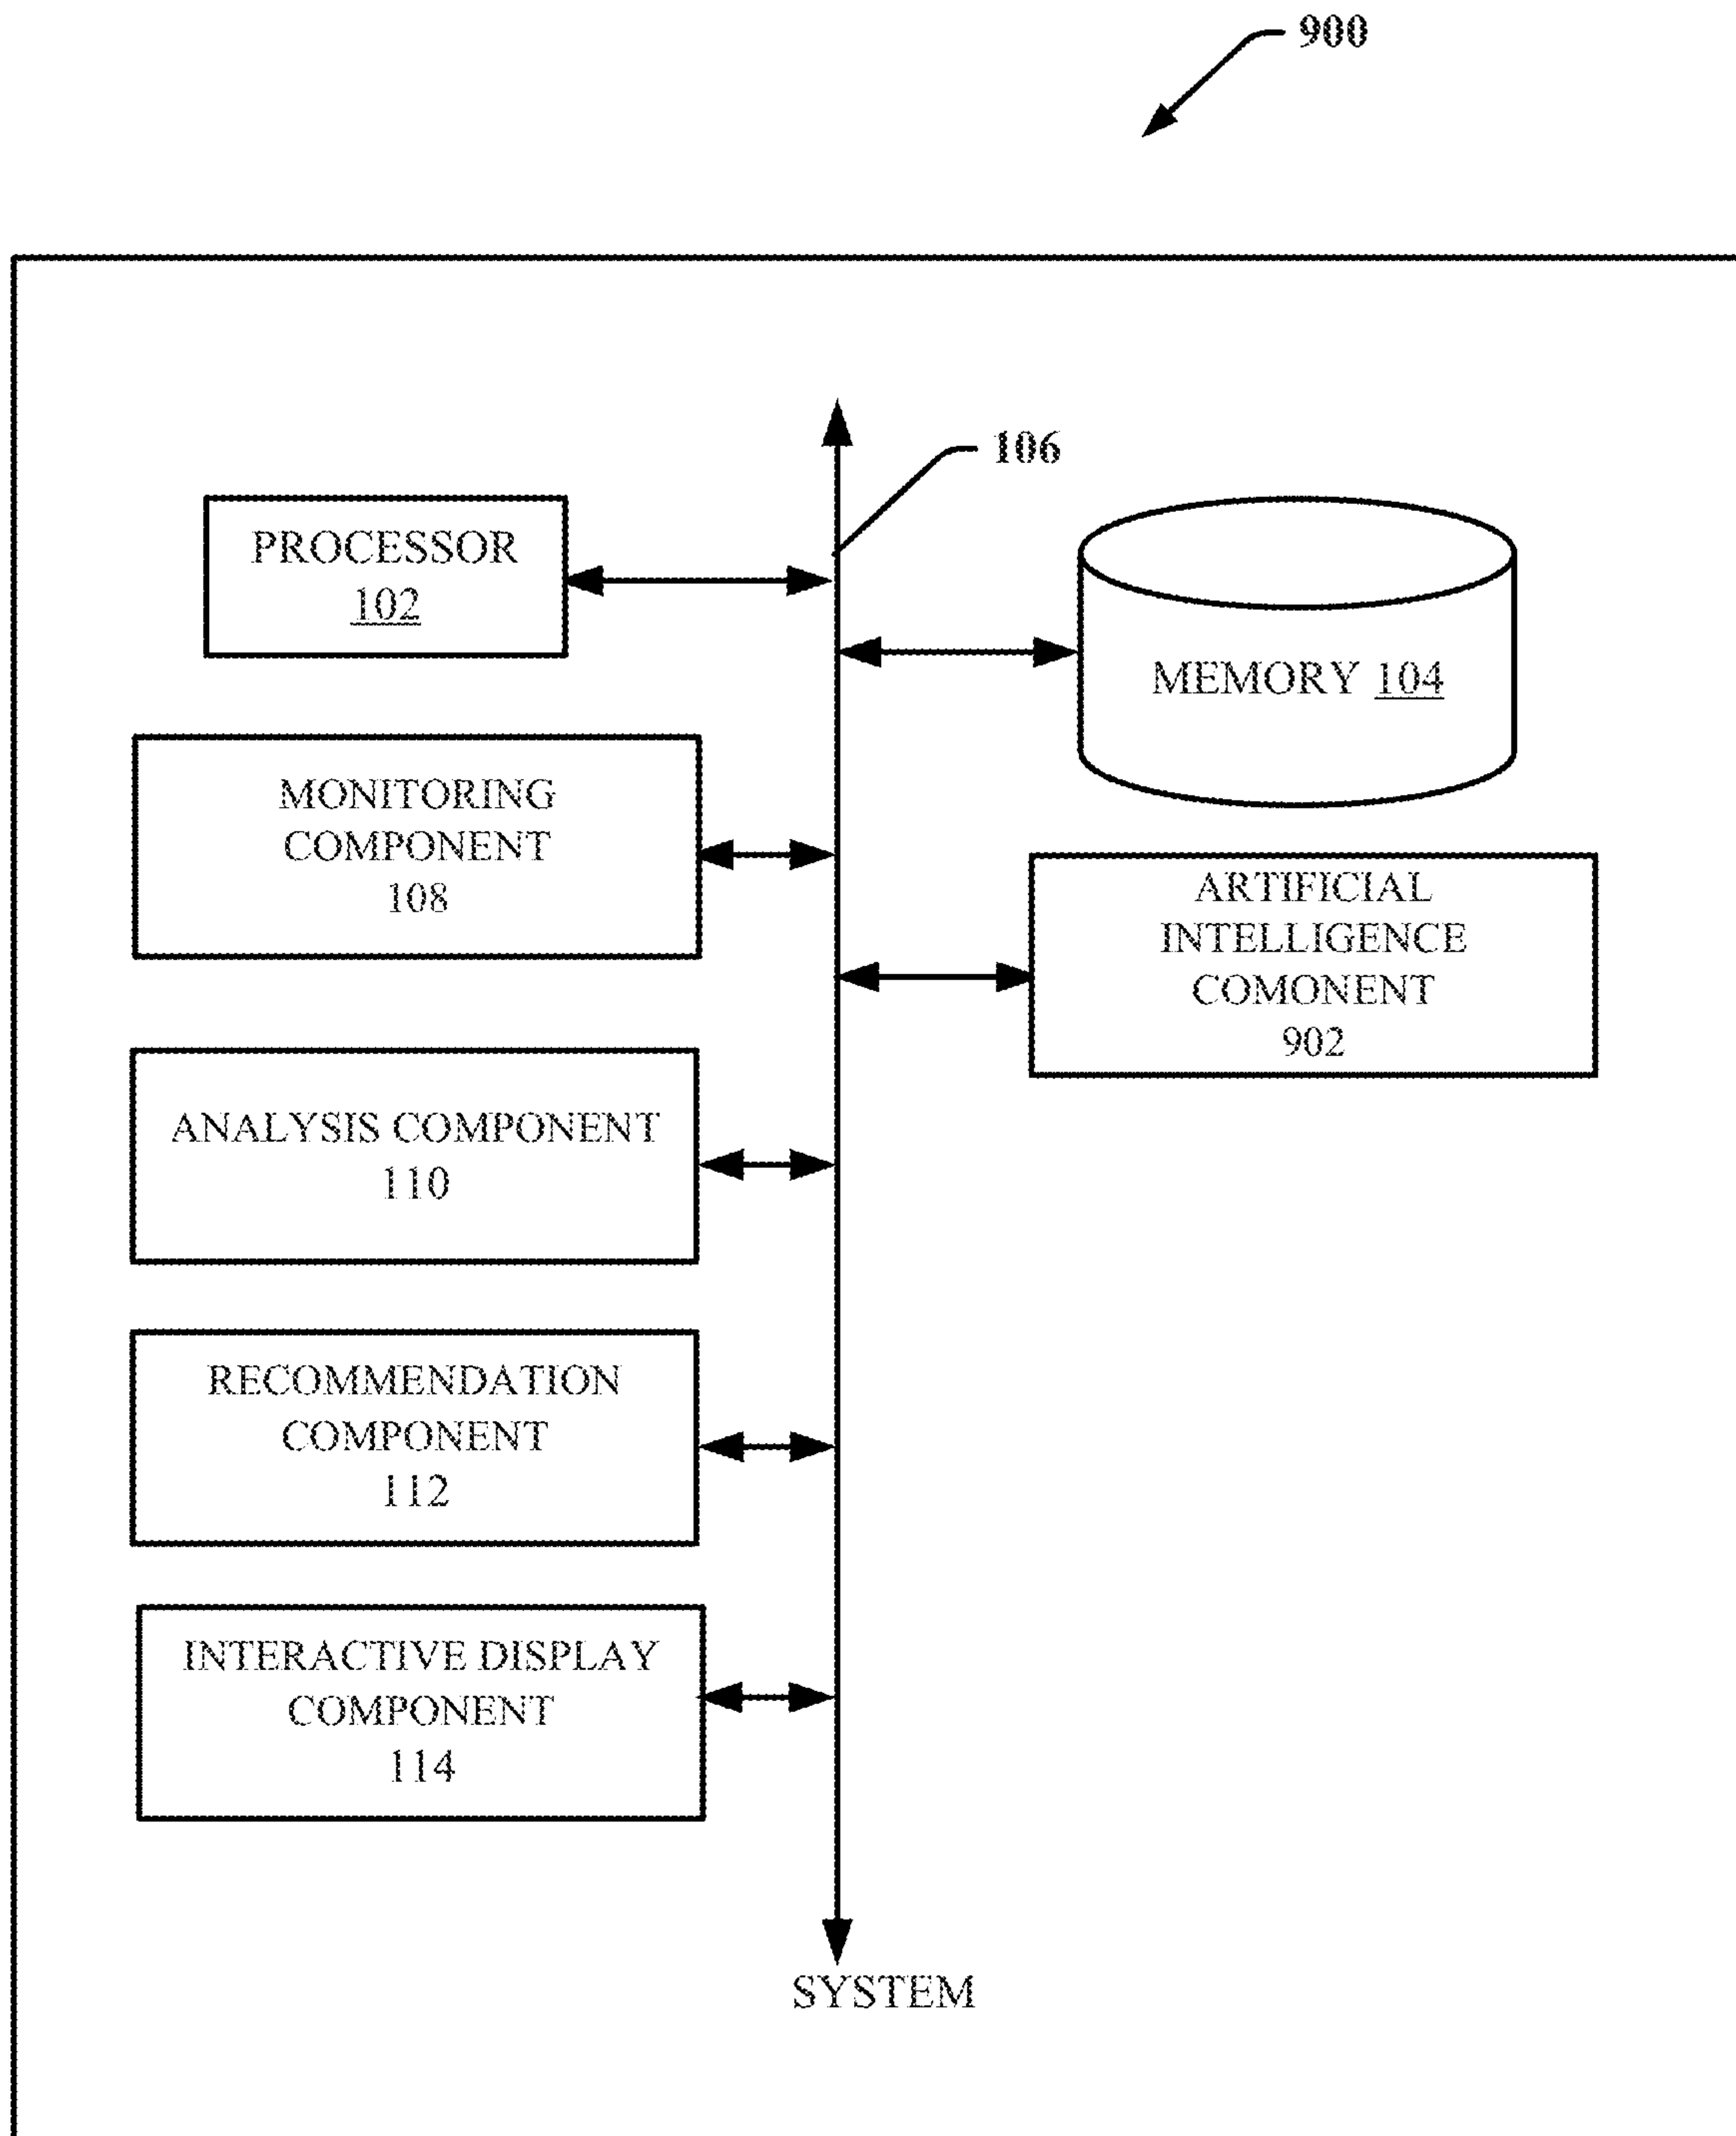 900
106
PROCESSOR
102
MEMORY 104
MONITORING
COMPONENT
108
ARTIFICIAL
INTELLIGENCE
COMONENT
902
ANALYSIS COMPONENT
110
RECOMMENDATION
COMPONENT
112
INTERACTIVE DISPLAY
COMPONENT
114
SYSTEM